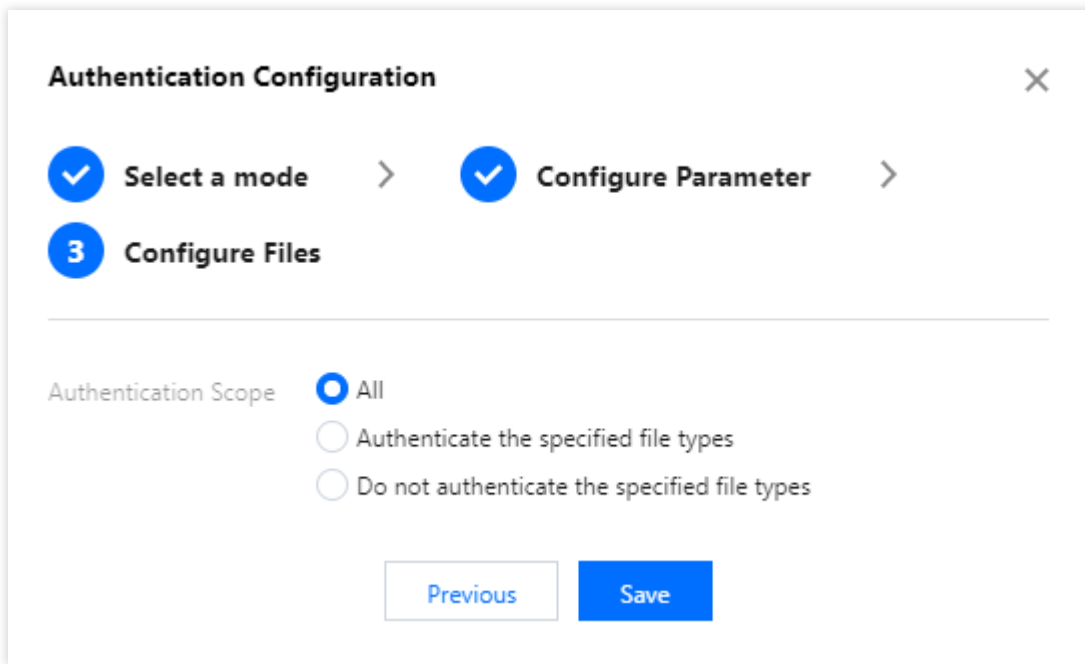 Authentication Configuration
Select a mode
Configure Parameter
3 Configure Files
Authentication Scope
All
Authenticate the specified file types
Do not authenticate the specified file types
Previous
Save